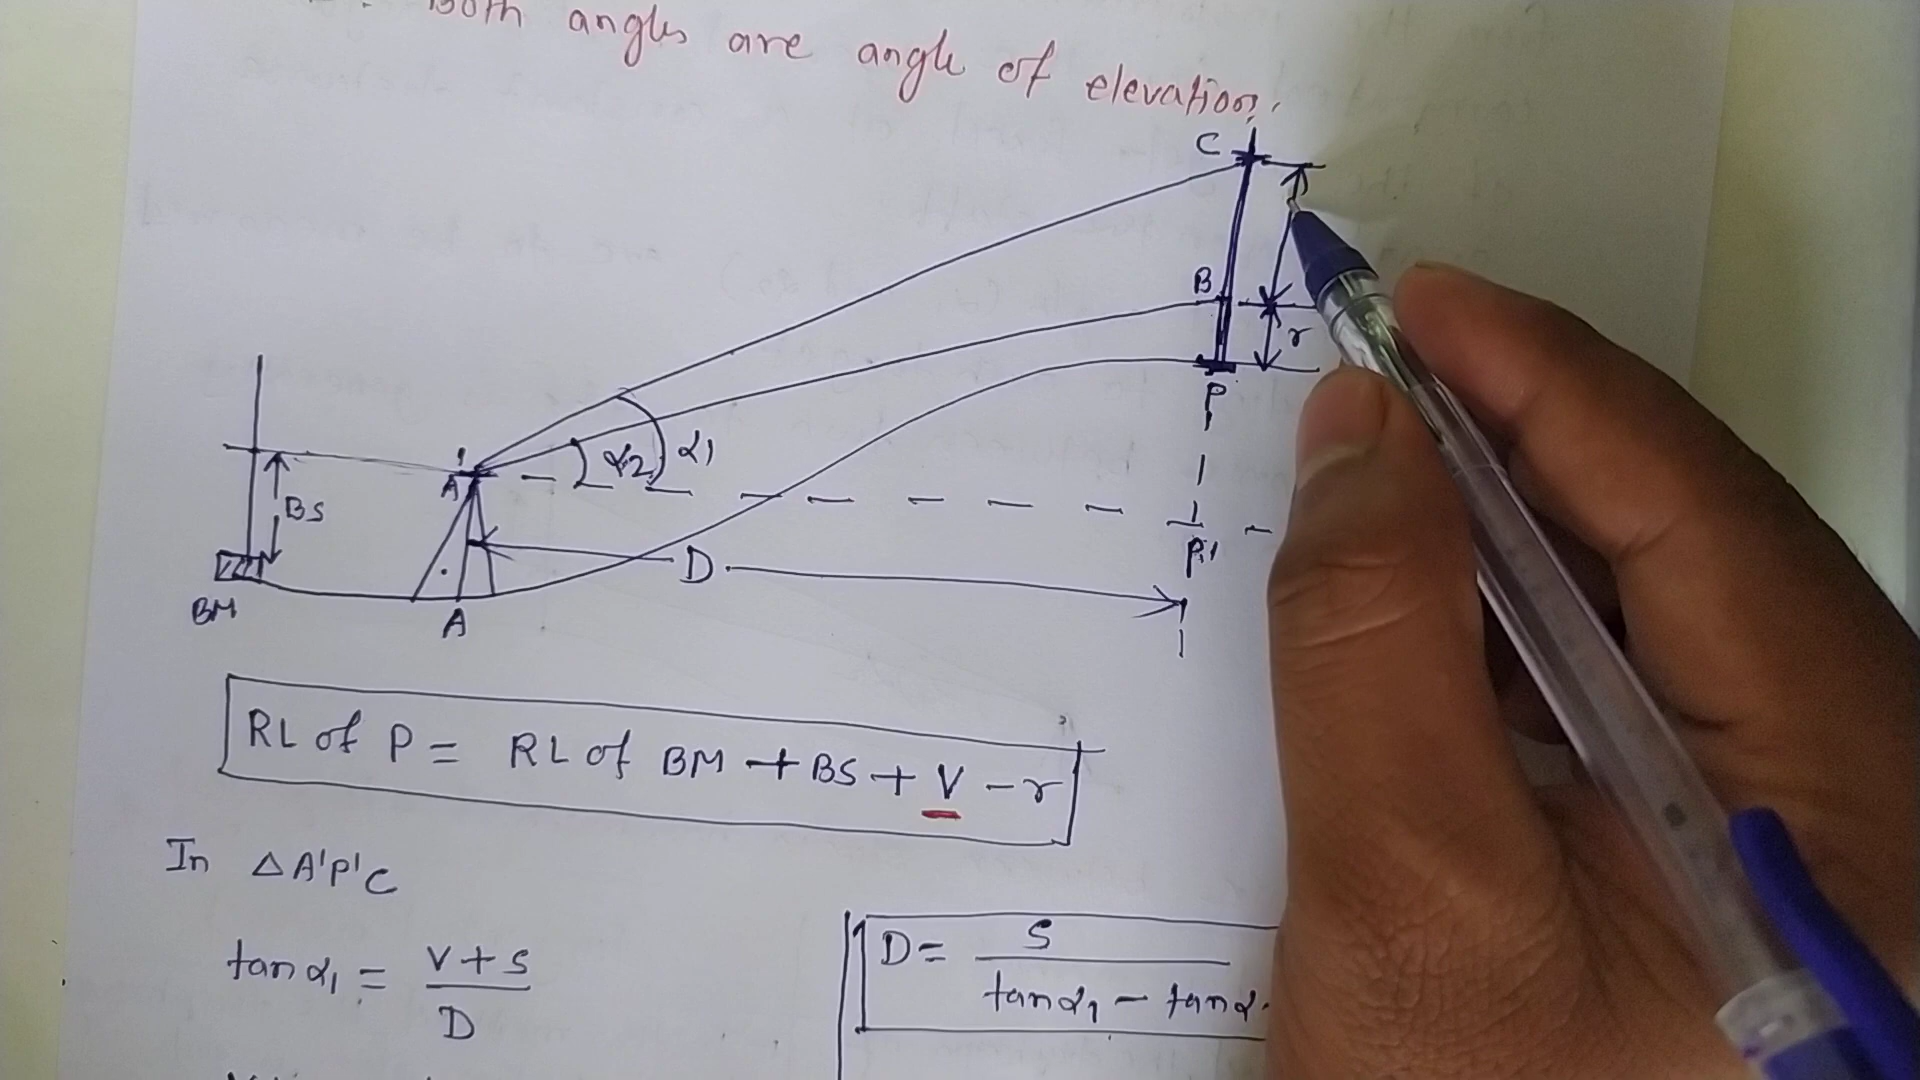 Both angles are angle of elevation.
C
B
r
P
BS
A'
α2
α1
P'
D
BM
A
RL of P = RL of BM + BS + V - r
In △A'P'C
tan α1 = V+S / D
D = S / tan α1 - tan α